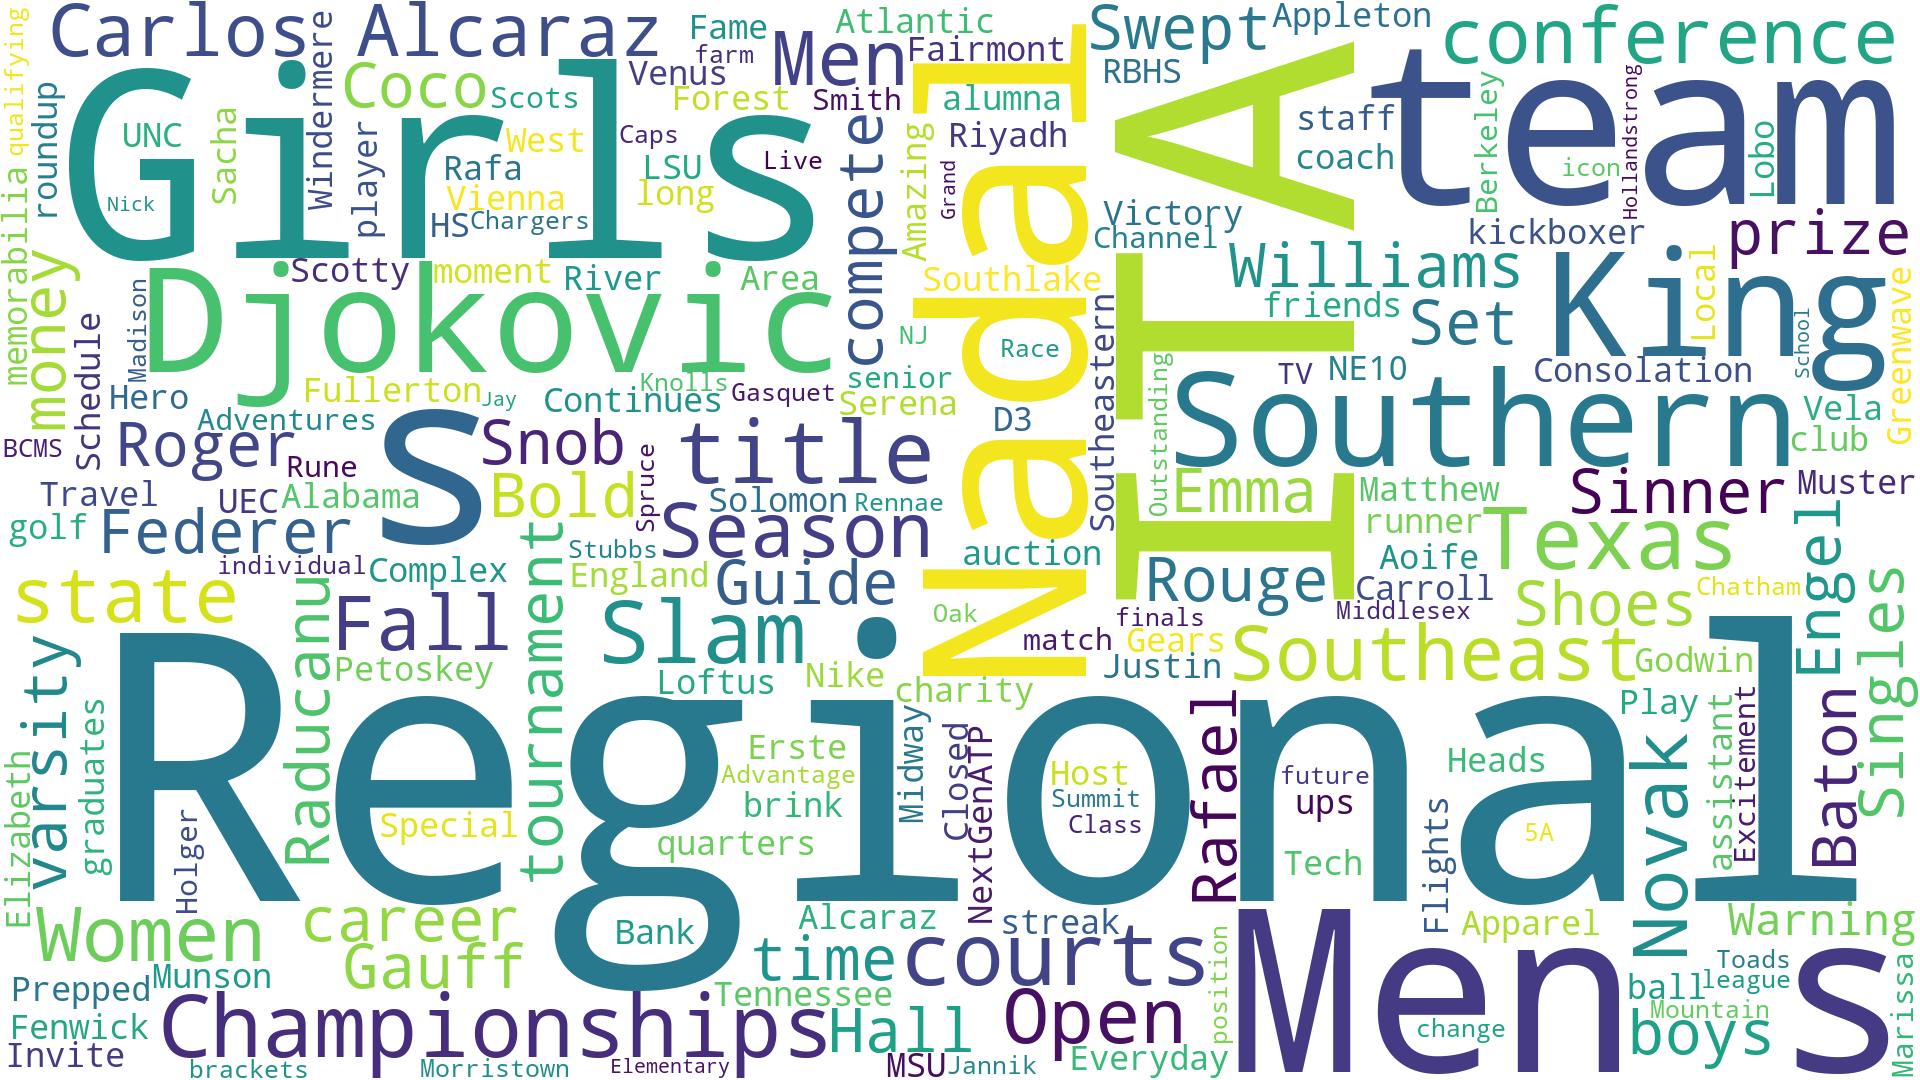 Carlos Alcaraz
Fame
farm
Atlantic
Swept
Appleton
conference
qualifying
memorabilia
roundup
Girls
UNC
Nick
Sacha
Windermere
player
Coco
Scots
Venus
Men
Fairmont
RBHS
team
Forest
Smith
alumna
West
Caps
Rafa
LSU
Live
Vienna
long
HS
Chargers
compete
Amazing
Riyadh
Grand
Nadal
ITA
staff
coach
Berkeley
icon
Hollandstrong
Lobo
Victory
Channel
kickboxer
prize
money
Scotty
moment
River
Area
Southlake
Williams
friends
Set
King
Local
Greenwave
Madison
Djokovic
NJ
Race
Southeastern
school
Schedule
Hero
Fullerton
Jay
Knolls
Continues
Gasquet
senior
Serena
D3
Outstanding
TV
NE10
Consolation
Adventures
Southern
Vela
club
BCMS
Roger
Rune
s
Snob
title
Spruce
Travel
UEC
Alabama
Bold
Solomon
Rennae
Emma
Matthew
runner
Sinner
Muster
golf
Federer
Season
Texas
individual
Complex
Stubbs
England
auction
Aoife
Engel
state
Raducanu
Fall
tournament
Guide
Rouge
Carroll
Chatham
Slam
Oak
finals
Middlesex
Shoes
match
Gears
Singles
varsity
Petoskey
Loftus
Nike
charity
Justin
Southeast
Godwin
Regional
graduates
Elizabeth
Holger
Special
Erste
Advantage
brink
quarters
Midway
Closed
NextGenATP
Host
Summit
Class
Rafael
future
ups
Tech
Heads
Flights
5A
Play
Novak
assistant
Excitement
Baton
Women
career
Gauff
Bank
Alcaraz
streak
time
courts
Apparel
Warning
Mens
Prepped
Munson
Tennessee
position
Toads
league
ball
Mountain
Marissa
Fenwick
Championships
Hall
Open
change
boys
Invite
brackets
Morristown
Elementary
MSU
Jannik
Everyday